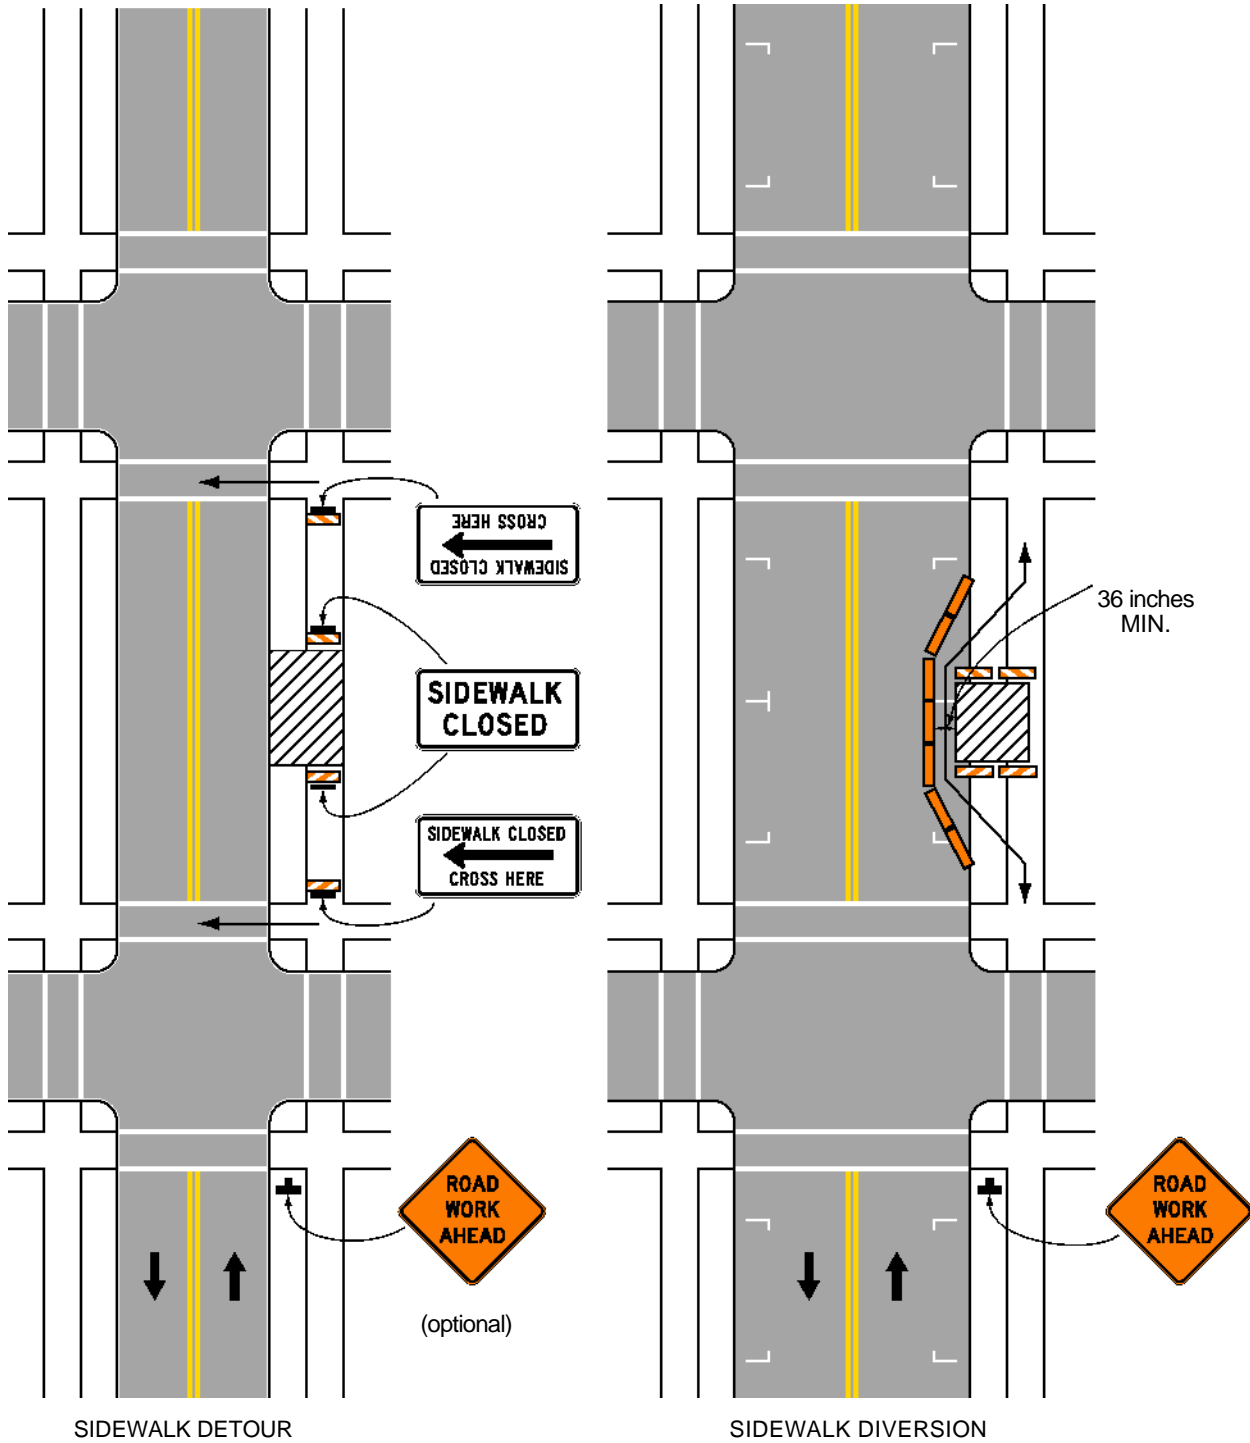 CROSS HERE
SIDEWALK CLOSED
36 inches
MIN.
SIDEWALK
CLOSED
SIDEWALK CLOSED
CROSS HERE
ROAD
WORK
AHEAD
(optional)
ROAD
WORK
AHEAD
SIDEWALK DETOUR
SIDEWALK DIVERSION